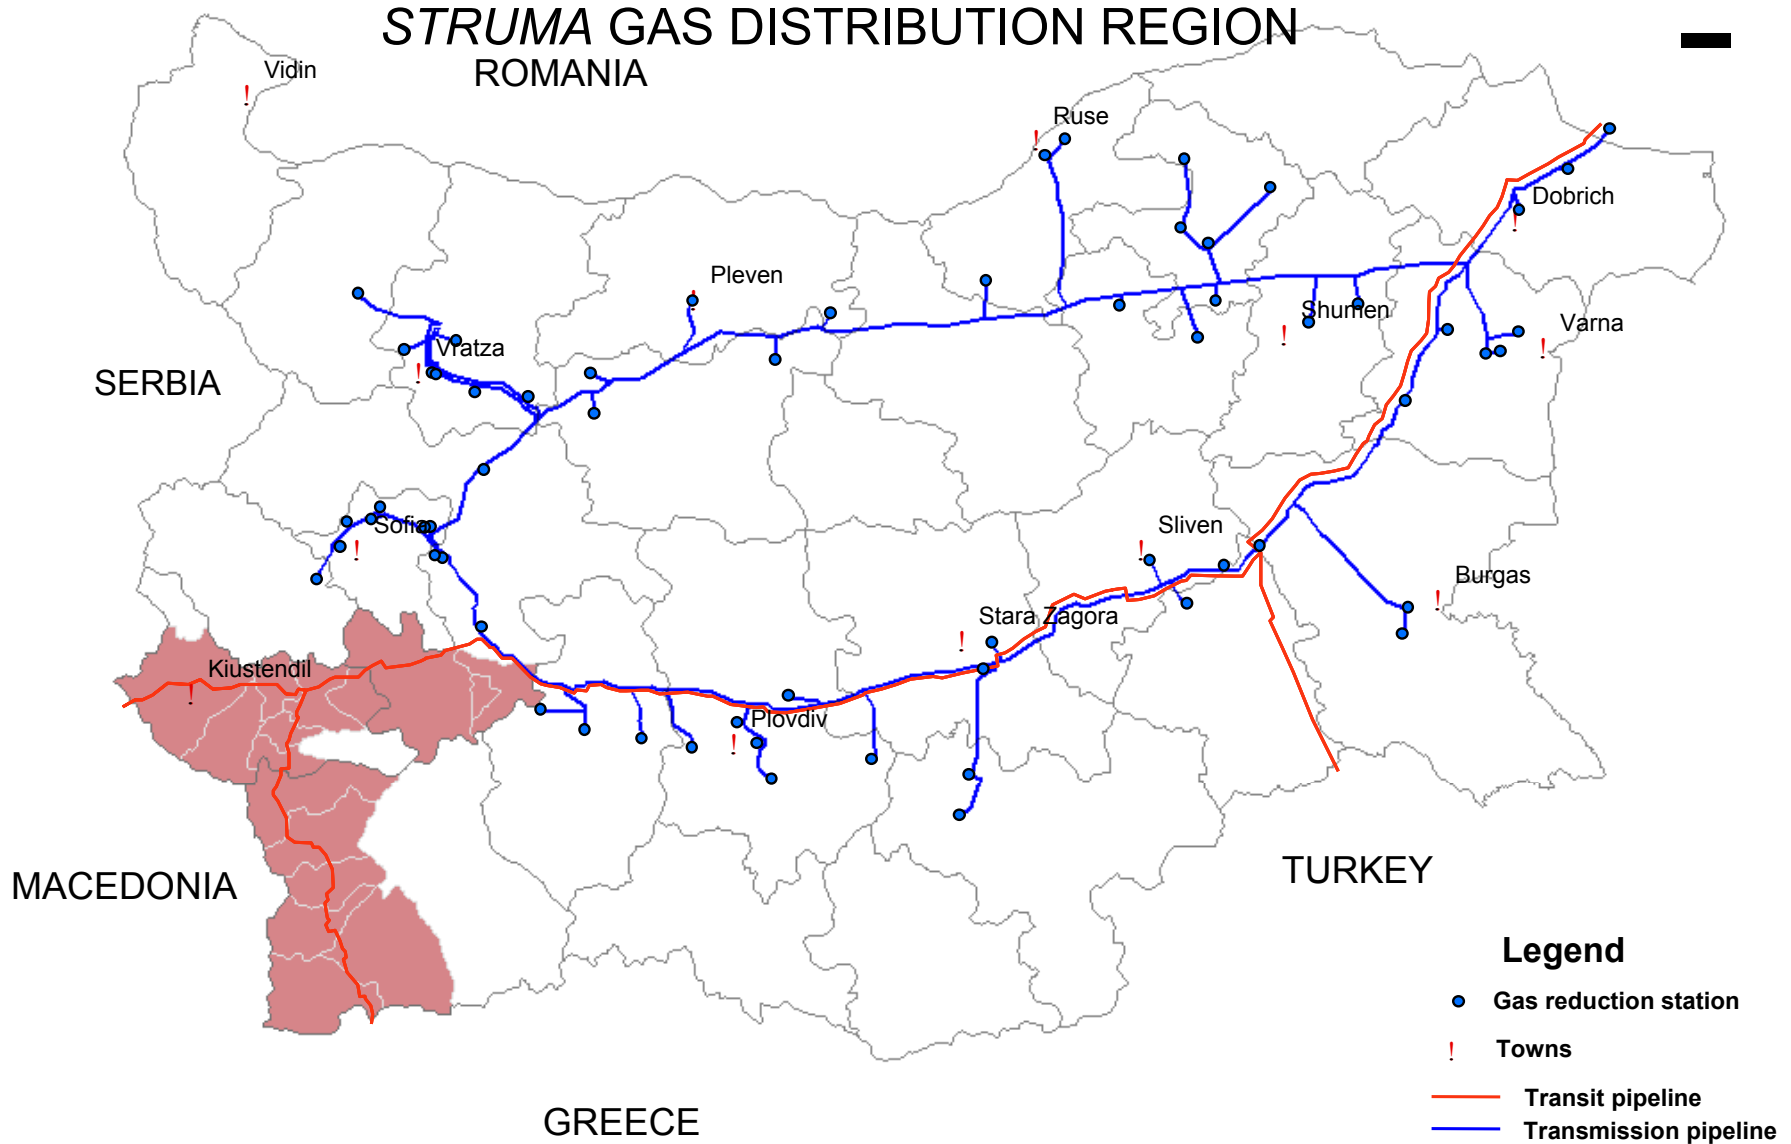 STRUMA GAS DISTRIBUTION REGION
ROMANIA
Vidin
Ruse
Dobrich
Pleven
Shumen
Varna
Vratza
SERBIA
Sofia
Sliven
Burgas
Stara Zagora
Kiustendil
Plovdiv
MACEDONIA
TURKEY
Legend
Gas reduction station
! Towns
Transit pipeline
Transmission pipeline
GREECE